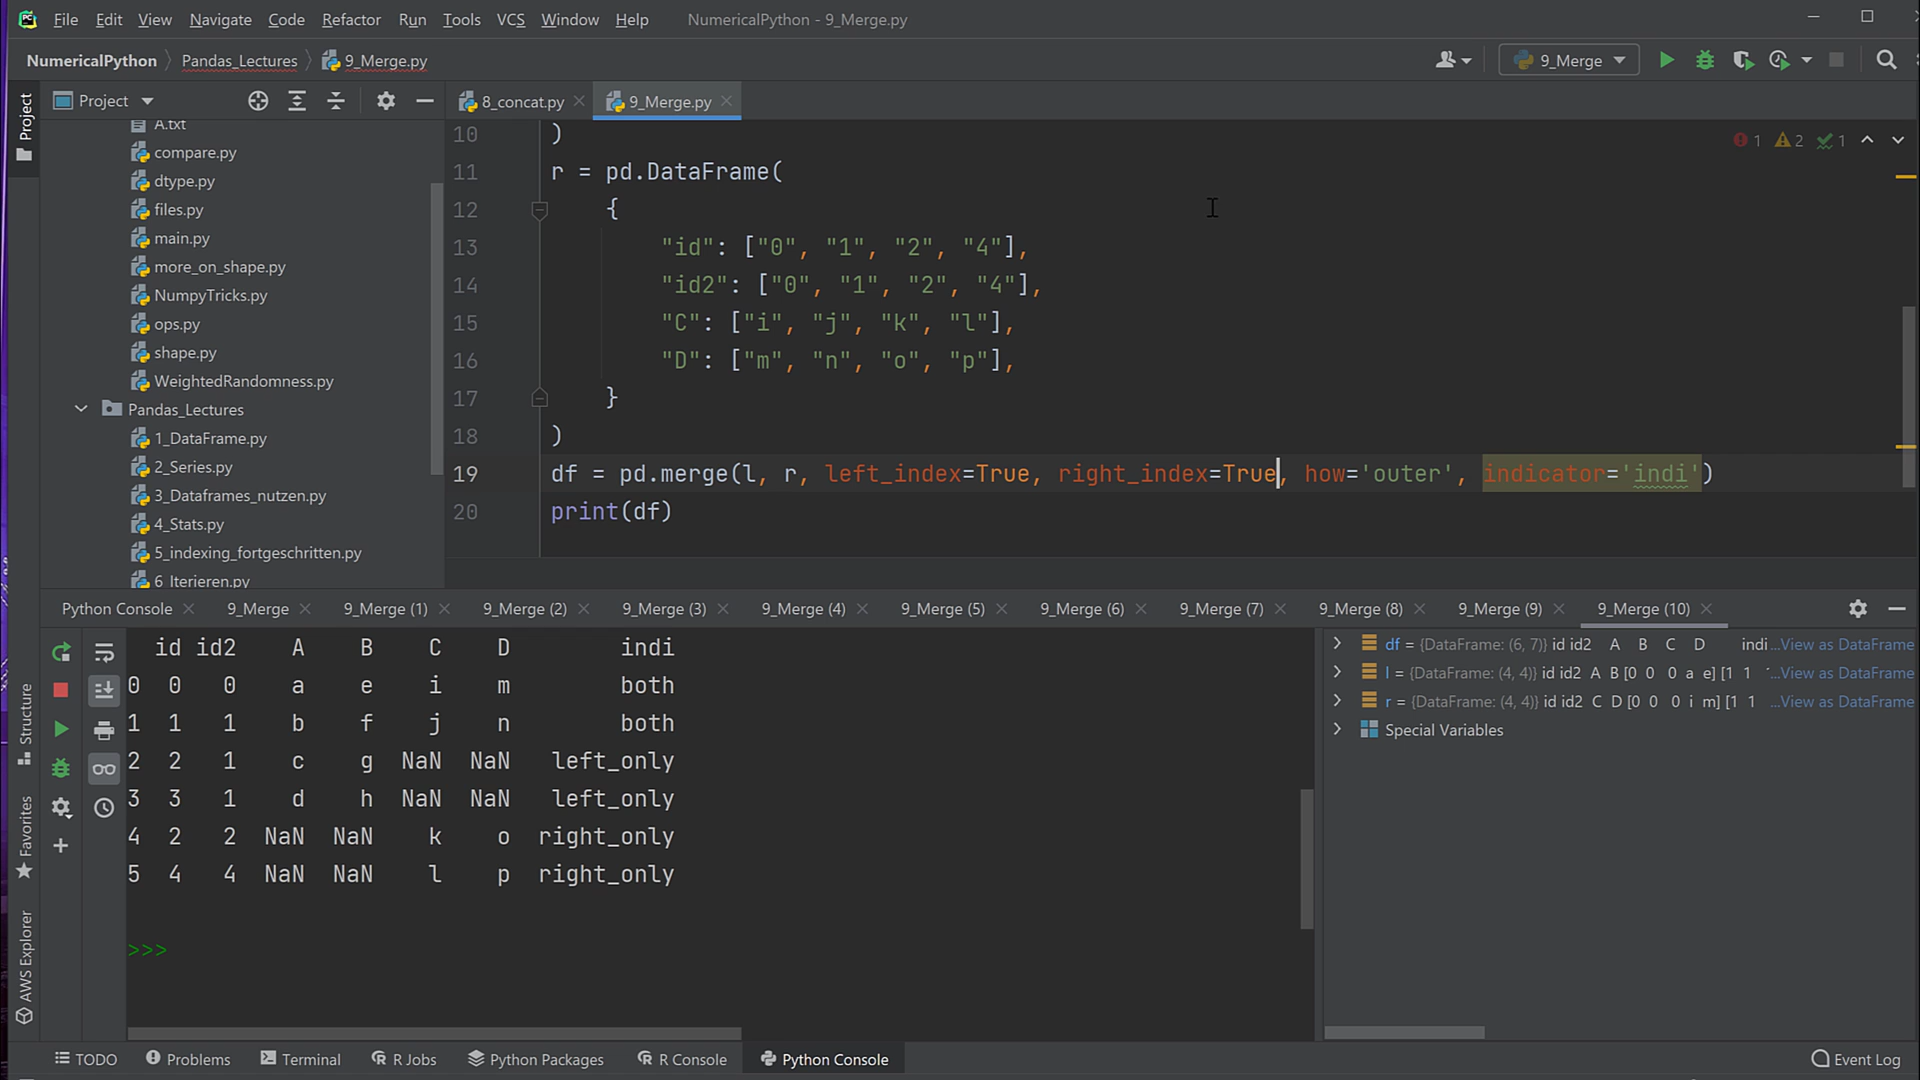 File Edit View Navigate Code Refactor Run Tools VCS Window Help NumericalPython - 9_Merge.py
NumericalPython Pandas_Lectures 9_Merge.py 9_Merge
Project
Project
A.txt
compare.py
dtype.py
files.py
main.py
more_on_shape.py
NumpyTricks.py
ops.py
shape.py
WeightedRandomness.py
Pandas_Lectures
1_DataFrame.py
2_Series.py
3_Dataframes_nutzen.py
4_Stats.py
5_indexing_fortgeschritten.py
6_Iterieren.py
8_concat.py 9_Merge.py
1 2 1
10 )
11 r = pd.DataFrame(
12 {
13 "id": ["0", "1", "2", "4"],
14 "id2": ["0", "1", "2", "4"],
15 "C": ["i", "j", "k", "l"],
16 "D": ["m", "n", "o", "p"],
17 }
18 )
19 df = pd.merge(l, r, left_index=True, right_index=True, how='outer', indicator='indi')
20 print(df)
Python Console 9_Merge 9_Merge (1) 9_Merge (2) 9_Merge (3) 9_Merge (4) 9_Merge (5) 9_Merge (6) 9_Merge (7) 9_Merge (8) 9_Merge (9) 9_Merge (10)
id id2 A B C D indi
0 0 0 a e i m both
1 1 1 b f j n both
2 2 1 c g NaN NaN left_only
3 3 1 d h NaN NaN left_only
4 2 2 NaN NaN k o right_only
5 4 4 NaN NaN l p right_only
>>>
df = {DataFrame: (6, 7)} id id2 A B C D indi ...View as DataFrame
l = {DataFrame: (4, 4)} id id2 A B [0 0 0 a e] [1 1 ...View as DataFrame
r = {DataFrame: (4, 4)} id id2 C D [0 0 0 i m] [1 1 ...View as DataFrame
Special Variables
Structure
Favorites
AWS Explorer
TODO Problems Terminal R Jobs Python Packages R Console Python Console Event Log